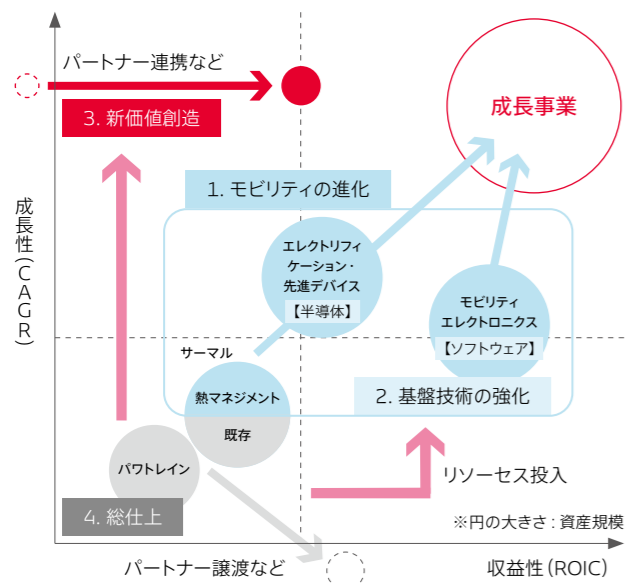 パートナー連携など
3. 新価値創造
成長事業
1. モビリティの進化
成長性(CAGR)
エレクトリフィ
ケーション・
先進デバイス
【半導体】
モビリティ
エレクトロニクス
【ソフトウェア】
サーマル
熱マネジメント
既存
2. 基盤技術の強化
パワトレイン
リソーセス投入
4. 総仕上
※円の大きさ : 資産規模
パートナー譲渡など
収益性(ROIC)